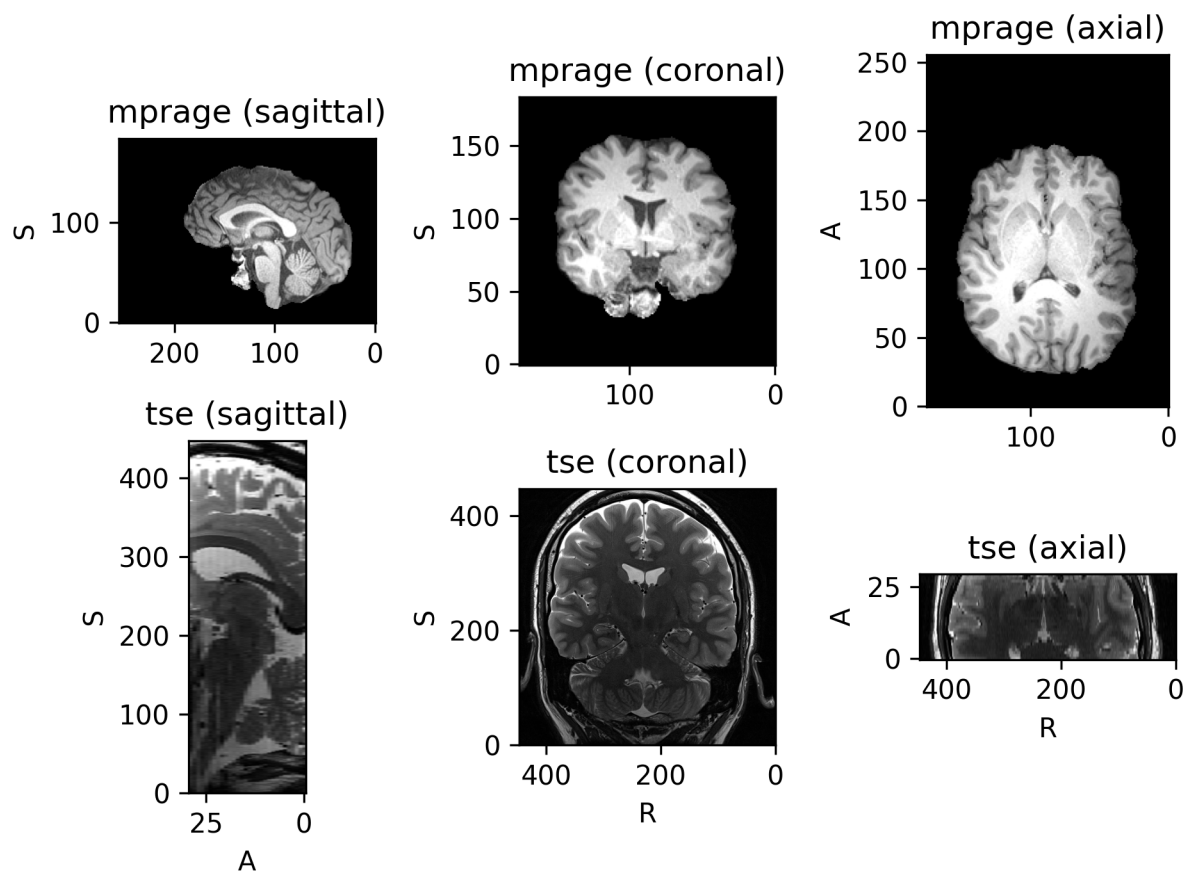 mprage (sagittal)
S
100
0
200 100 0
mprage (coronal)
S
150
100
50
0
100 0
mprage (axial)
A
250
200
150
100
50
0
100 0
tse (sagittal)
S
400
300
200
100
0
25 0
A
tse (coronal)
S
400
200
0
400 200 0
R
tse (axial)
A
25
0
400 200 0
R